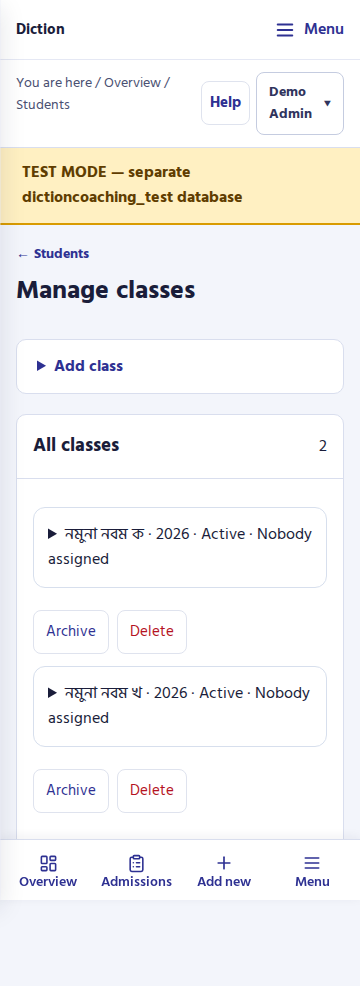 Diction
Menu
You are here / Overview /
Students
Help
Demo
Admin
TEST MODE — separate
dictioncoaching_test database
← Students
Manage classes
Add class
All classes
2
নমুনা নবম ক · 2026 · Active · Nobody
assigned
Archive
Delete
নমুনা নবম খ · 2026 · Active · Nobody
assigned
Archive
Delete
Overview
Admissions
Add new
Menu